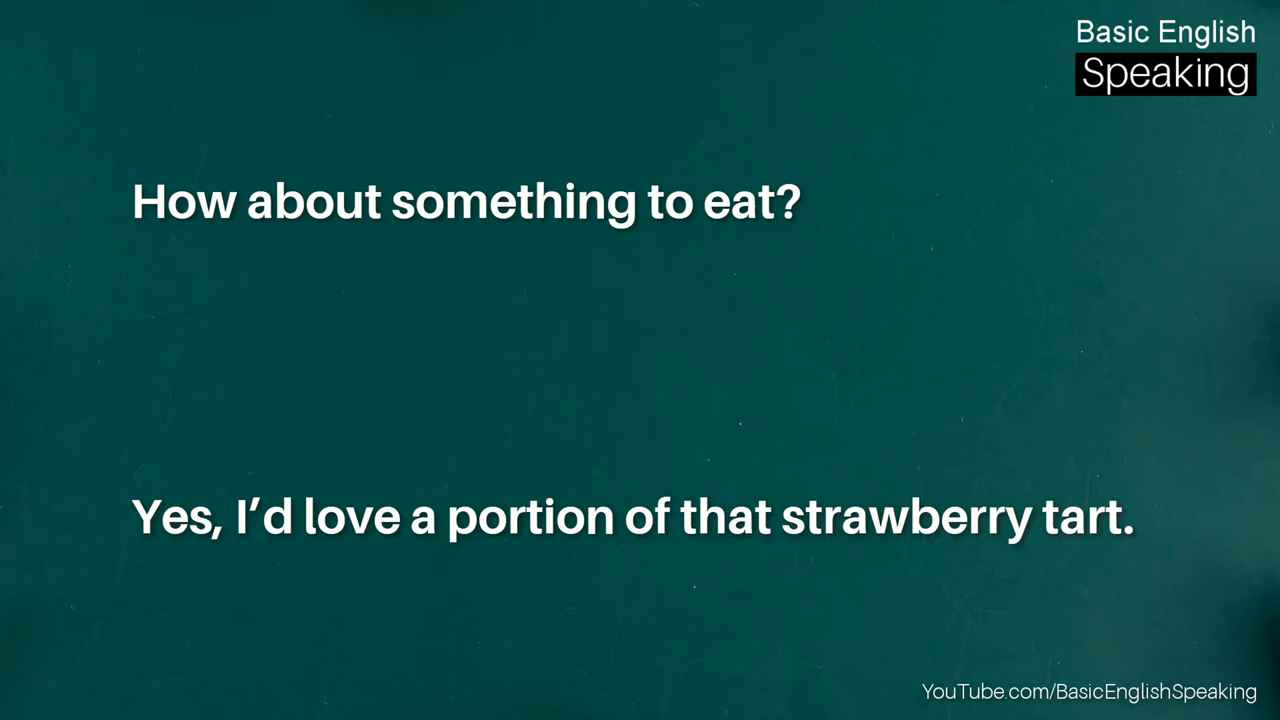 Basic English
Speaking
How about something to eat?
Yes, I’d love a portion of that strawberry tart.
YouTube.com/BasicEnglishSpeaking